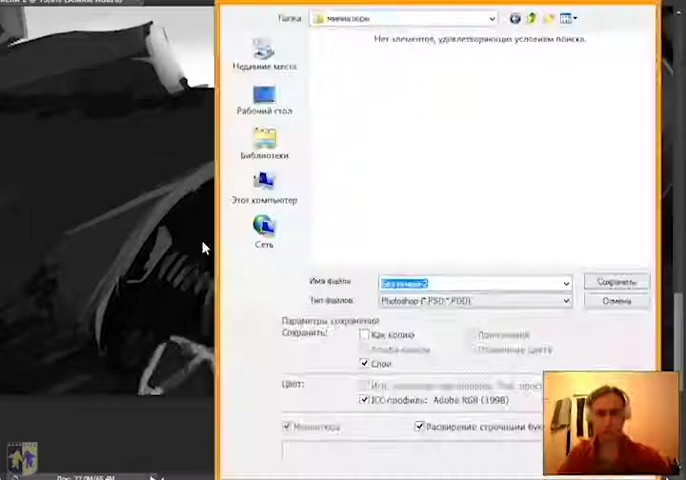 Папка:
миниатюры
Нет элементов, удовлетворяющих условиям поиска.
Недавние места
Рабочий стол
Библиотеки
Этот компьютер
Сеть
Имя файла:
Сохранить
Тип файлов:
Photoshop (*.PSD;*.PDD)
Отмена
Параметры сохранения
Сохранить:
Как копию
Примечания
Альфа-каналы
Плашечные цвета
Слои
Цвет:
ICC-профиль: Adobe RGB (1998)
Миниатюра
Расширение строчными бук